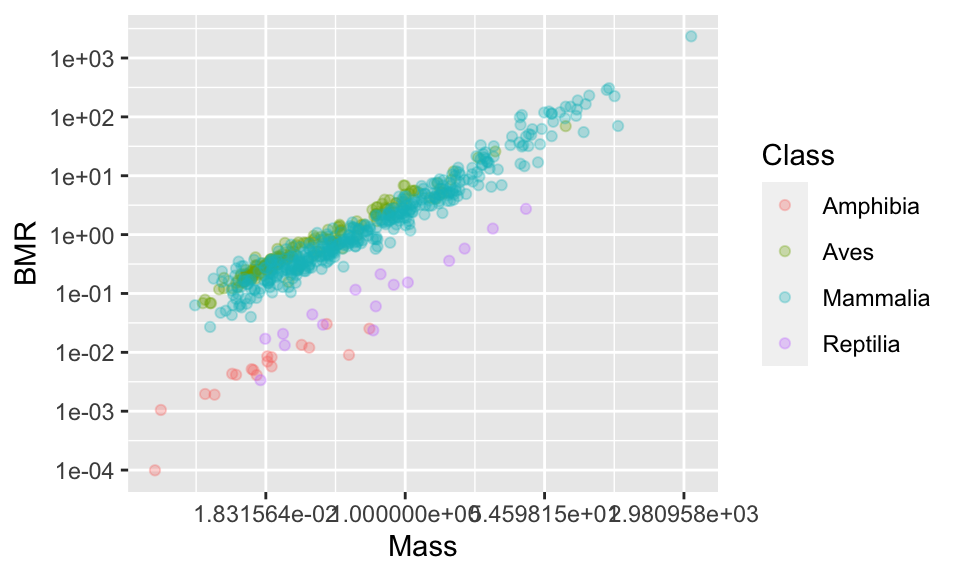 1e+03
1e+02
1e+01
1e+00
1e-01
1e-02
1e-03
1e-04
BMR
1.831564e-02 1.000000e+00 5.459815e+01 2.980958e+03
Mass
Class
Amphibia
Aves
Mammalia
Reptilia